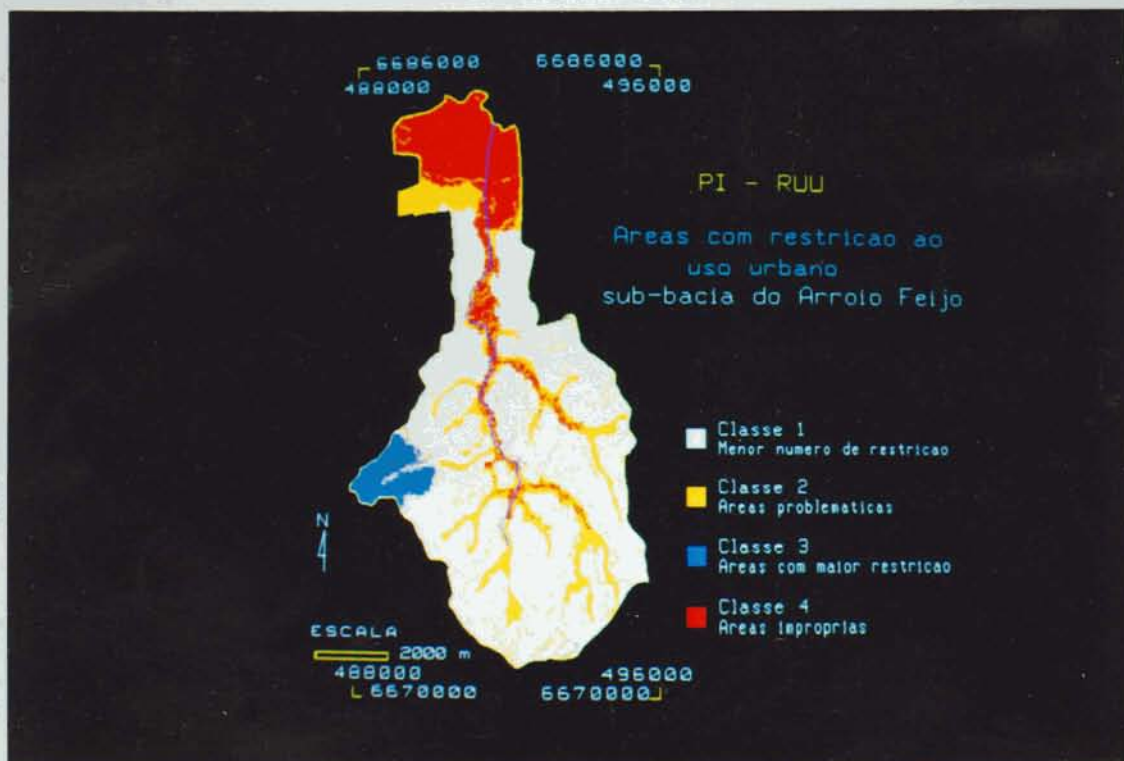 6686000 6686000
488000 496000
PI - RUU
Areas com restricao ao
uso urbano
sub-bacia do Arroio Feijo
Classe 1
Menor numero de restricao
Classe 2
Areas problematicas
Classe 3
Areas com maior restricao
Classe 4
Areas improprias
N
ESCALA
2000 m
488000 496000
6670000 6670000